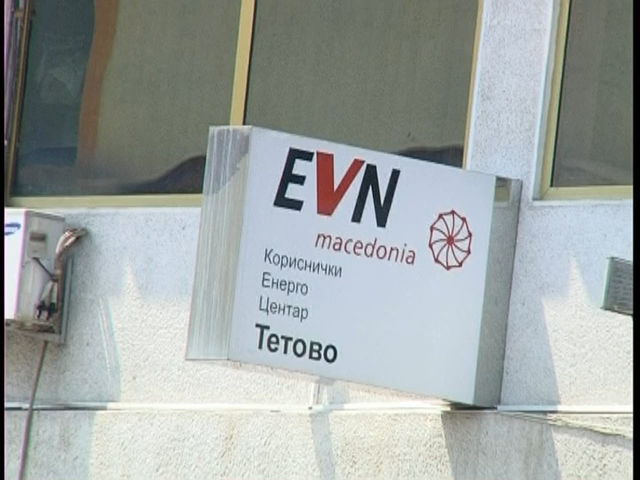 EVN
macedonia
Кориснички
Енерго
Центар
Тетово